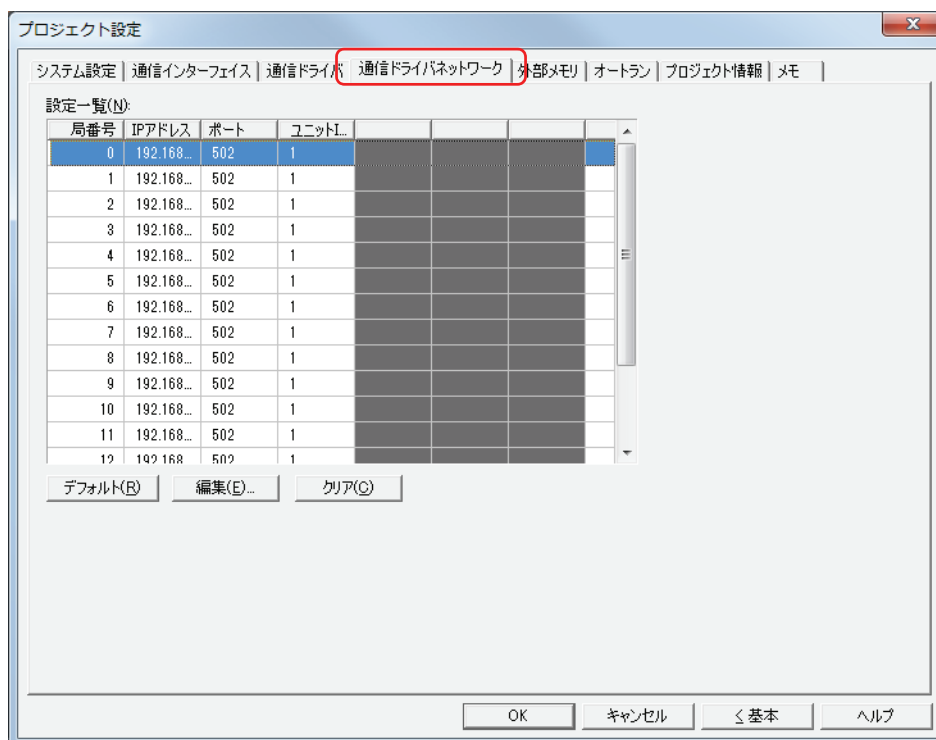 プロジェクト設定
システム設定 通信インターフェイス 通信ドライバ 通信ドライバネットワーク 外部メモリ オートラン プロジェクト情報 メモ
設定一覧(N):
局番号 IPアドレス ポート ユニットI...
0 192.168... 502 1
1 192.168... 502 1
2 192.168... 502 1
3 192.168... 502 1
4 192.168... 502 1
5 192.168... 502 1
6 192.168... 502 1
7 192.168... 502 1
8 192.168... 502 1
9 192.168... 502 1
10 192.168... 502 1
11 192.168... 502 1
12 192.168 502 1
デフォルト(R) 編集(E)... クリア(C)
OK キャンセル < 基本 ヘルプ